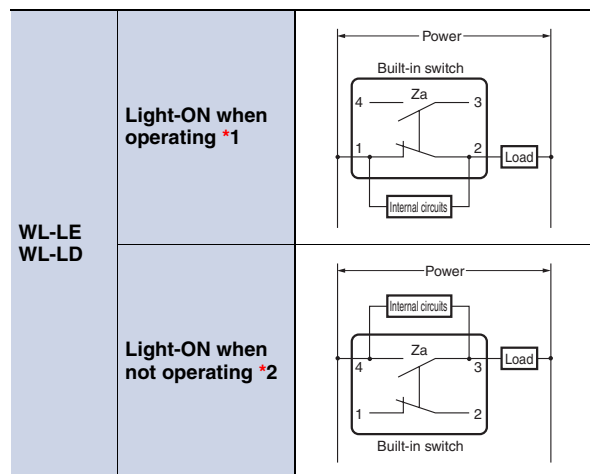 WL-LE
WL-LD
Light-ON when
operating *1
Power
Built-in switch
4 Za 3
1 2 Load
Internal circuits
Light-ON when
not operating *2
Power
Internal circuits
4 Za 3 Load
1 2
Built-in switch